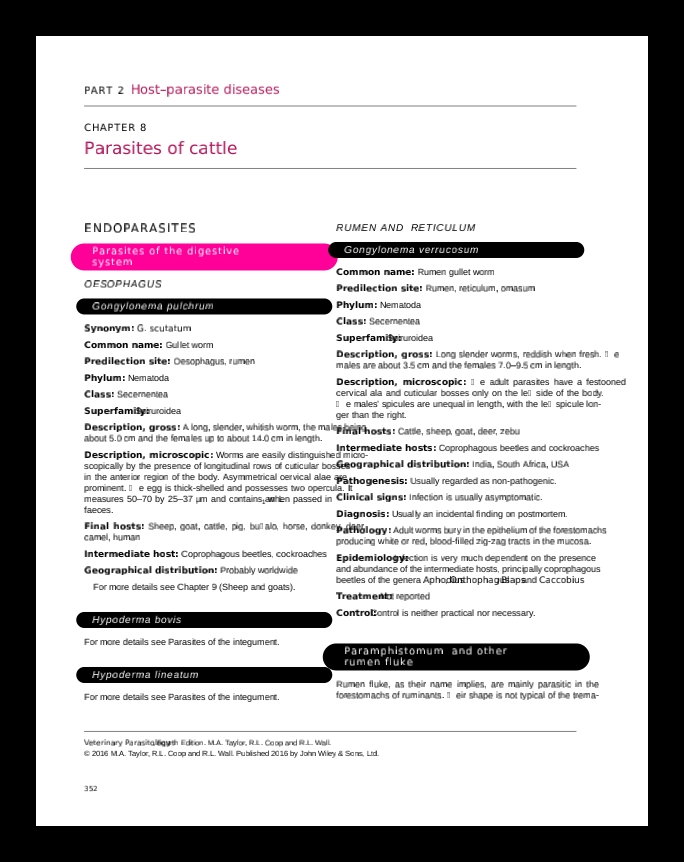 PART 2 Host–parasite diseases
CHAPTER 8
Parasites of cattle
ENDOPARASITES
Parasites of the digestive
system
OESOPHAGUS
Gongylonema pulchrum
Synonym: G. scutatum
Common name: Gullet worm
Predilection site: Oesophagus, rumen
Phylum: Nematoda
Class: Secernentea
Superfamily: Spiruroidea
Description, gross: A long, slender, whitish worm, the males being
about 5.0 cm and the females up to about 14.0 cm in length.
Description, microscopic: Worms are easily distinguished micro-
scopically by the presence of longitudinal rows of cuticular bosses
in the anterior region of the body. Asymmetrical cervical alae are
prominent. e egg is thick-shelled and possesses two opercula. It
measures 50–70 by 25–37 µm and contains when passed in
faeces.
Final hosts: Sheep, goat, cattle, pig, bu alo, horse, donkey, deer,
camel, human
Intermediate host: Coprophagous beetles, cockroaches
Geographical distribution: Probably worldwide
For more details see Chapter 9 (Sheep and goats).
Hypoderma bovis
For more details see Parasites of the integument.
Hypoderma lineatum
For more details see Parasites of the integument.
RUMEN AND RETICULUM
Gongylonema verrucosum
Common name: Rumen gullet worm
Predilection site: Rumen, reticulum, omasum
Phylum: Nematoda
Class: Secernentea
Superfamily: Spiruroidea
Description, gross: Long slender worms, reddish when fresh. e
males are about 3.5 cm and the females 7.0–9.5 cm in length.
Description, microscopic: e adult parasites have a festooned
cervical ala and cuticular bosses only on the le side of the body.
e males' spicules are unequal in length, with the le spicule lon-
ger than the right.
Final hosts: Cattle, sheep, goat, deer, zebu
Intermediate hosts: Coprophagous beetles and cockroaches
Geographical distribution: India, South Africa, USA
Pathogenesis: Usually regarded as non-pathogenic.
Clinical signs: Infection is usually asymptomatic.
Diagnosis: Usually an incidental finding on postmortem.
Pathology: Adult worms bury in the epithelium of the forestomachs
producing white or red, blood-filled zig-zag tracts in the mucosa.
Epidemiology: Infection is very much dependent on the presence
and abundance of the intermediate hosts, principally coprophagous
beetles of the genera Aphodius, Onthophagus, Blaps and Caccobius
Treatment: Not reported
Control: Control is neither practical nor necessary.
Paramphistomum and other
rumen fluke
Rumen fluke, as their name implies, are mainly parasitic in the
forestomachs of ruminants. eir shape is not typical of the trema-
Veterinary Parasitology, Fourth Edition. M.A. Taylor, R.L. Coop and R.L. Wall.
© 2016 M.A. Taylor, R.L. Coop and R.L. Wall. Published 2016 by John Wiley & Sons, Ltd.
352